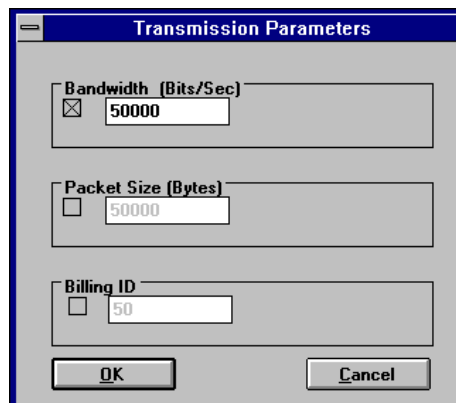 Transmission Parameters
Bandwidth (Bits/Sec)
50000
Packet Size (Bytes)
50000
Billing ID
50
OK
Cancel